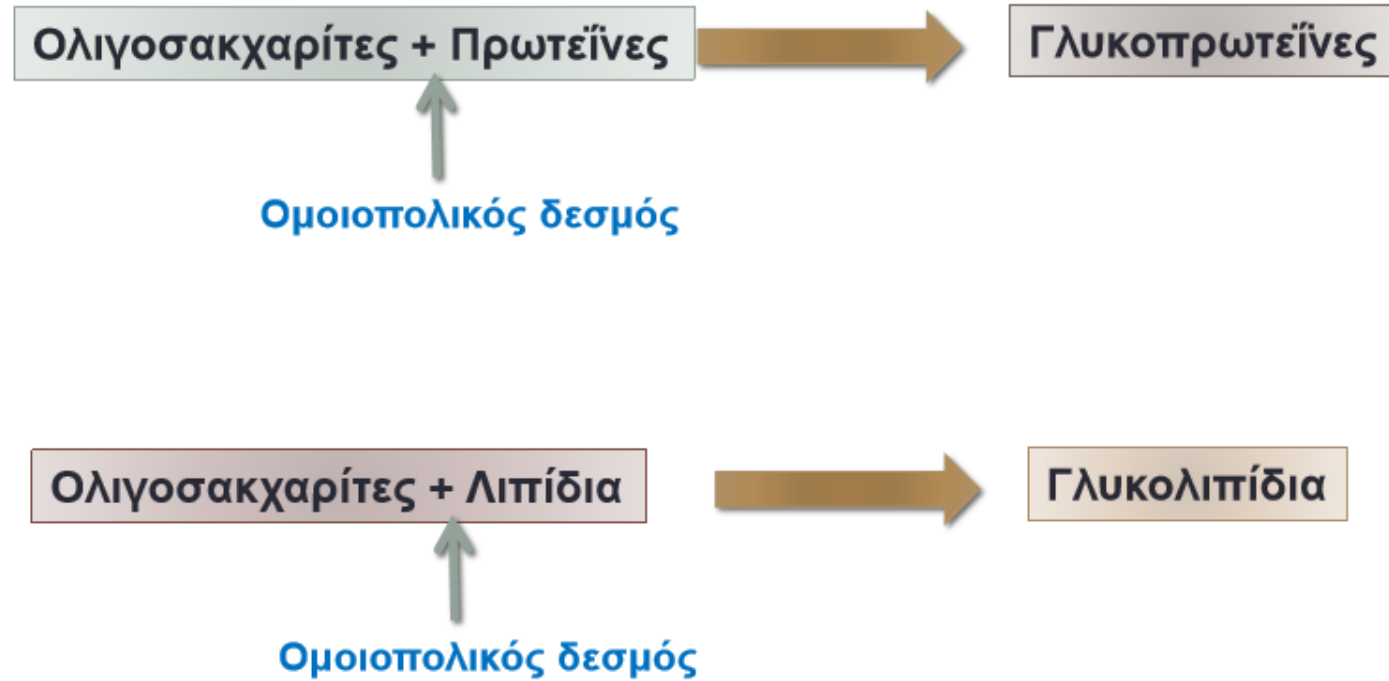 Ολιγοσακχαρίτες + Πρωτεΐνες
Γλυκοπρωτεΐνες
Ομοιοπολικός δεσμός
Ολιγοσακχαρίτες + Λιπίδια
Γλυκολιπίδια
Ομοιοπολικός δεσμός